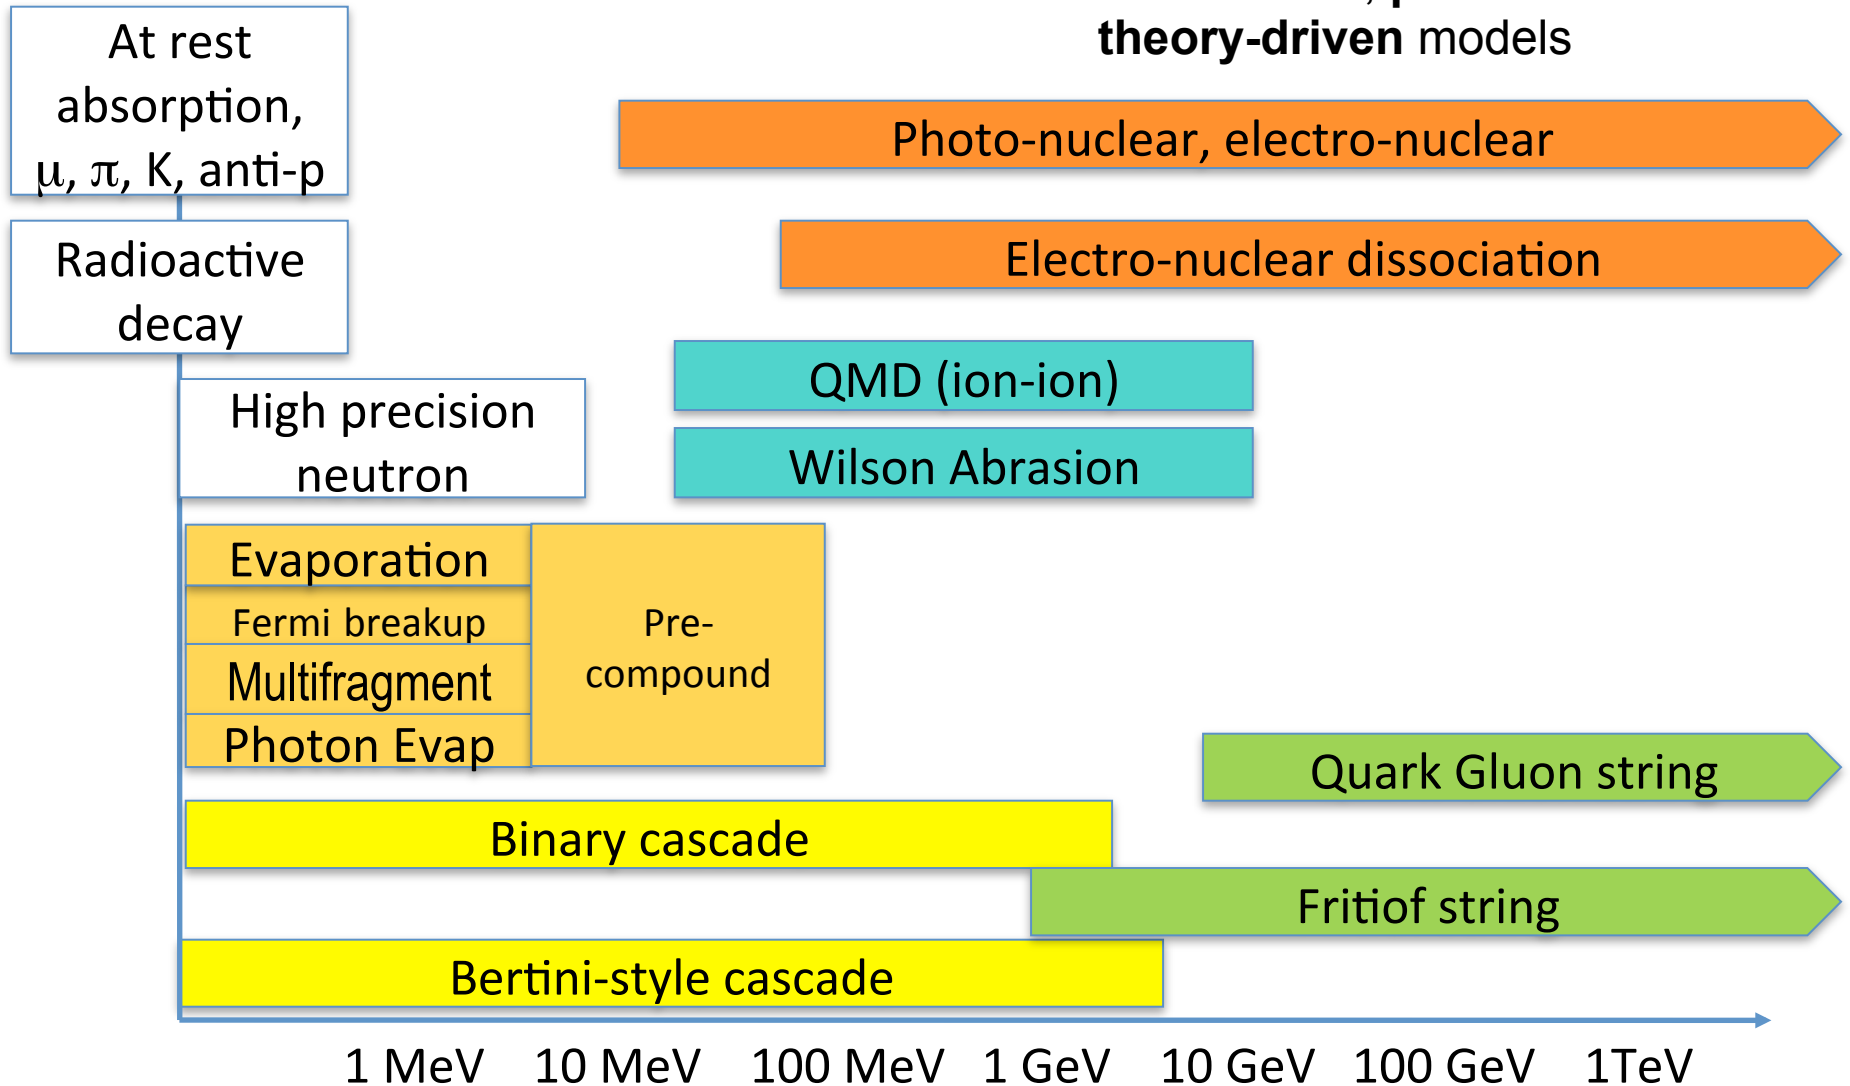 theory-driven models
At rest
absorption,
μ, π, K, anti-p
Photo-nuclear, electro-nuclear
Radioactive
decay
Electro-nuclear dissociation
High precision
neutron
QMD (ion-ion)
Wilson Abrasion
Evaporation
Fermi breakup
Multifragment
Photon Evap
Pre-
compound
Quark Gluon string
Binary cascade
Fritiof string
Bertini-style cascade
1 MeV 10 MeV 100 MeV 1 GeV 10 GeV 100 GeV 1TeV